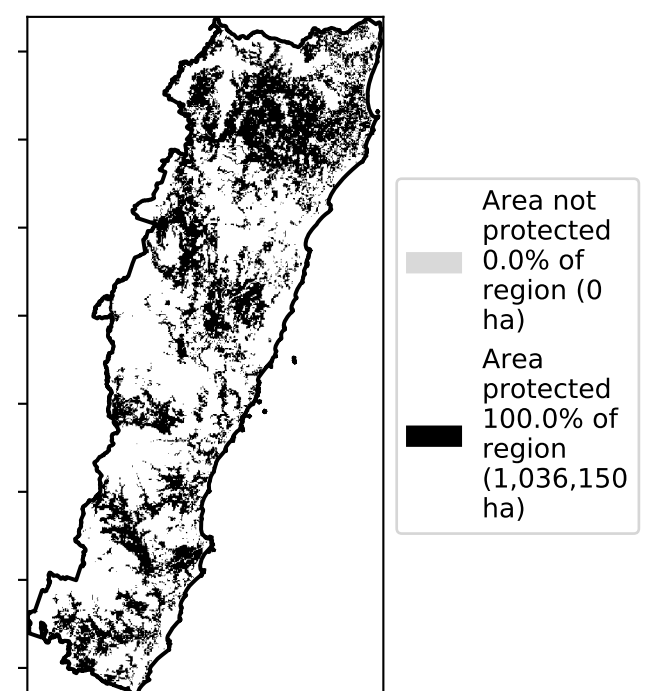 Area not
protected
0.0% of
region (0
ha)
Area
protected
100.0% of
region
(1,036,150
ha)